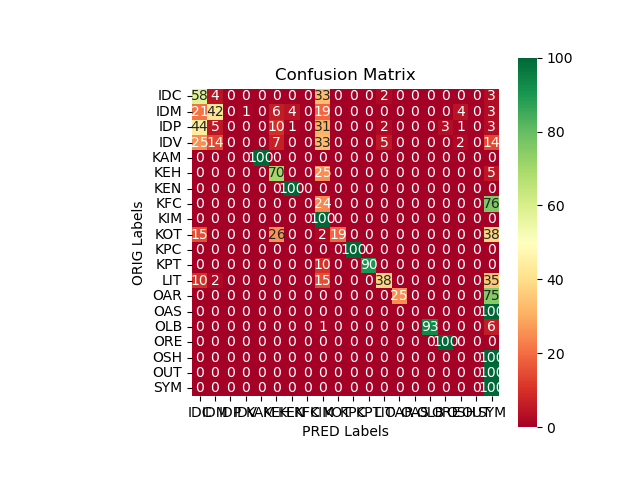 Confusion Matrix
IDC 58 4 0 0 0 0 0 0 33 0 0 0 2 0 0 0 0 0 0 3
IDM 21 42 0 1 0 6 4 0 19 0 0 0 0 0 0 0 0 4 0 3
IDP 44 5 0 0 0 10 1 0 31 0 0 0 2 0 0 0 3 1 0 3
IDV 25 14 0 0 0 7 0 0 33 0 0 0 5 0 0 0 0 2 0 14
KAM 0 0 0 0 100 0 0 0 0 0 0 0 0 0 0 0 0 0 0 0
KEH 0 0 0 0 0 70 0 0 25 0 0 0 0 0 0 0 0 0 0 5
KEN 0 0 0 0 0 0 100 0 0 0 0 0 0 0 0 0 0 0 0 0
KFC 0 0 0 0 0 0 0 0 24 0 0 0 0 0 0 0 0 0 0 76
KIM 0 0 0 0 0 0 0 0 100 0 0 0 0 0 0 0 0 0 0 0
KOT 15 0 0 0 0 26 0 0 2 19 0 0 0 0 0 0 0 0 0 38
KPC 0 0 0 0 0 0 0 0 0 0 100 0 0 0 0 0 0 0 0 0
KPT 0 0 0 0 0 0 0 0 10 0 0 90 0 0 0 0 0 0 0 0
LIT 10 2 0 0 0 0 0 0 15 0 0 0 38 0 0 0 0 0 0 35
OAR 0 0 0 0 0 0 0 0 0 0 0 0 0 25 0 0 0 0 0 75
OAS 0 0 0 0 0 0 0 0 0 0 0 0 0 0 0 0 0 0 0 100
OLB 0 0 0 0 0 0 0 0 1 0 0 0 0 0 0 93 0 0 0 6
ORE 0 0 0 0 0 0 0 0 0 0 0 0 0 0 0 0 100 0 0 0
OSH 0 0 0 0 0 0 0 0 0 0 0 0 0 0 0 0 0 0 0 100
OUT 0 0 0 0 0 0 0 0 0 0 0 0 0 0 0 0 0 0 0 100
SYM 0 0 0 0 0 0 0 0 0 0 0 0 0 0 0 0 0 0 0 100
IDC IDM IDP IDV KAM KEH KEN KFC KIM KOT KPC KPT LIT OAR OAS OLB ORE OSH OUT SYM
PRED Labels
ORIG Labels
100
80
60
40
20
0